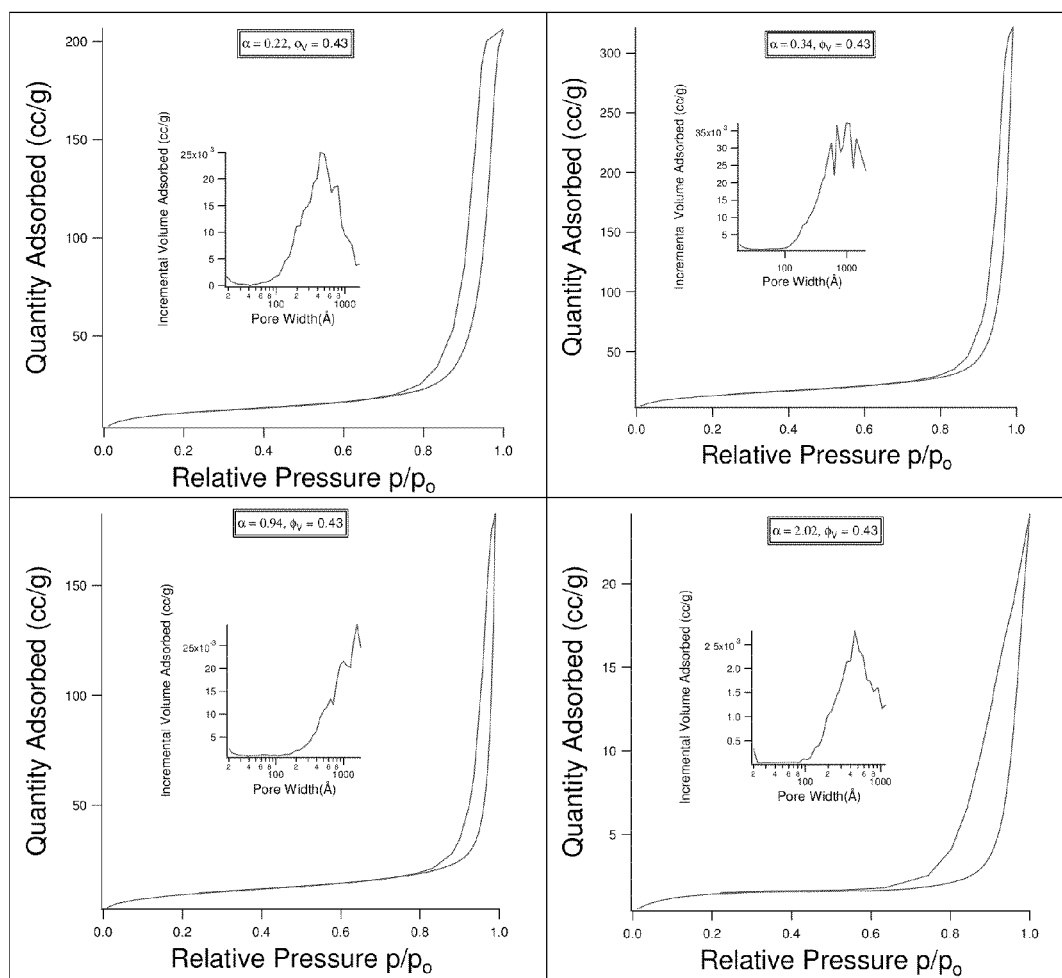 α = 0.22, ϕV = 0.43
Quantity Adsorbed (cc/g)
200
150
100
50
0.0 0.2 0.4 0.6 0.8 1.0
Relative Pressure p/po
Incremental Volume Adsorbed (cc/g)
25x10 3
20
15
10
5
0
2 4 6 8 2 4 6 8
100 1000
Pore Width(Å)
α = 0.34, ϕV = 0.43
Quantity Adsorbed (cc/g)
300
250
200
150
100
50
0.0 0.2 0.4 0.6 0.8 1.0
Relative Pressure p/po
Incremental Volume Adsorbed (cc/g)
35x10 3
30
25
20
15
10
5
100 1000
Pore Width(Å)
α = 0.94, ϕV = 0.43
Quantity Adsorbed (cc/g)
150
100
50
0.0 0.2 0.4 0.6 0.8 1.0
Relative Pressure p/po
Incremental Volume Adsorbed (cc/g)
25x10-3
20
15
10
5
2 4 6 8 2 4 6 8
100 1000
Pore Width(Å)
α = 2.02, ϕV = 0.43
Quantity Adsorbed (cc/g)
20
15
10
5
0.0 0.2 0.4 0.6 0.8 1.0
Relative Pressure p/po
Incremental Volume Adsorbed (cc/g)
2 5x10 3
2.0
1.5
1.0
0.5
2 4 6 8 2 4 6 8
100 1000
Pore Width(Å)